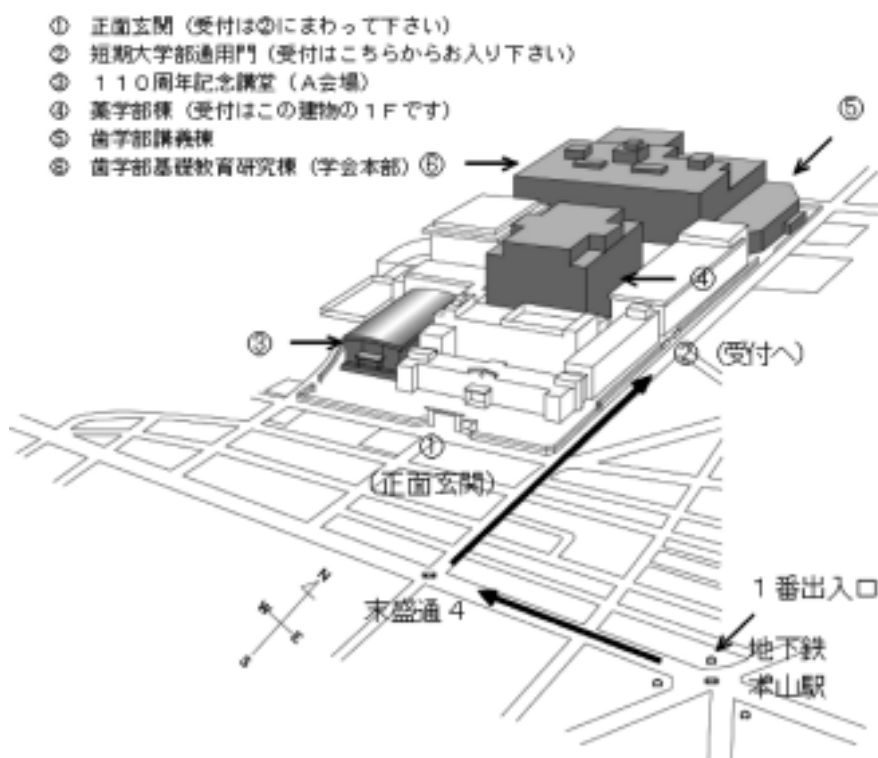 ① 正面玄関（受付は②にまわって下さい）
② 短期大学部通用門（受付はこちらからお入り下さい）
③ １１０周年記念講堂（Ａ会場）
④ 薬学部棟（受付はこの建物の１Ｆです）
⑤ 歯学部講義棟
⑥ 歯学部基礎教育研究棟（学会本部）
⑥
⑤
④
③
② （受付へ）
①
（正面玄関）
N
W
E
S
末盛通４
１番出入口
地下鉄
本山駅